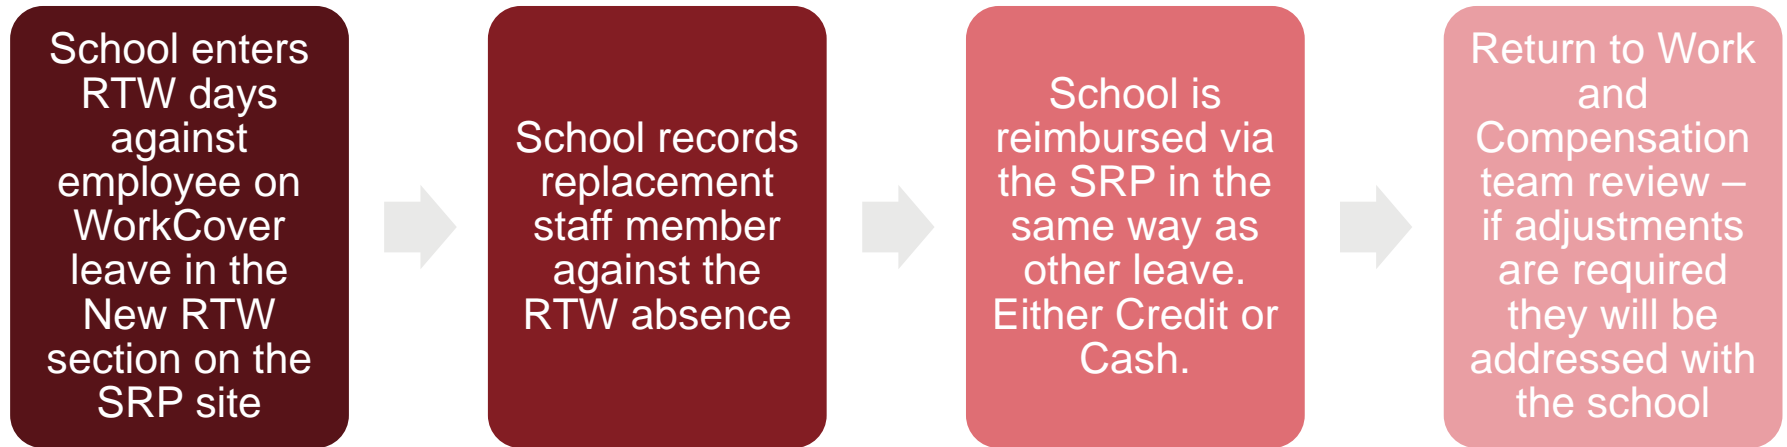 School enters
RTW days
against
employee on
WorkCover
leave in the
New RTW
section on the
SRP site
School records
replacement
staff member
against the
RTW absence
School is
reimbursed via
the SRP in the
same way as
other leave.
Either Credit or
Cash.
Return to Work
and
Compensation
team review –
if adjustments
are required
they will be
addressed with
the school